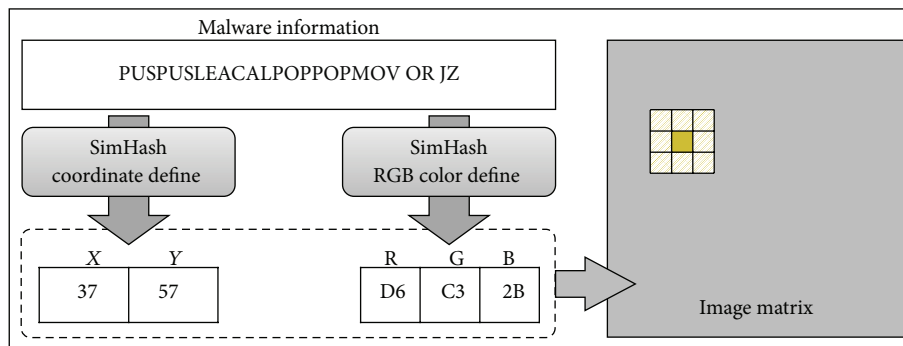 Malware information
PUSPUSLEACALPOPPOPMOV OR JZ
SimHash
coordinate define
SimHash
RGB color define
X Y
37 57
R G B
D6 C3 2B
Image matrix